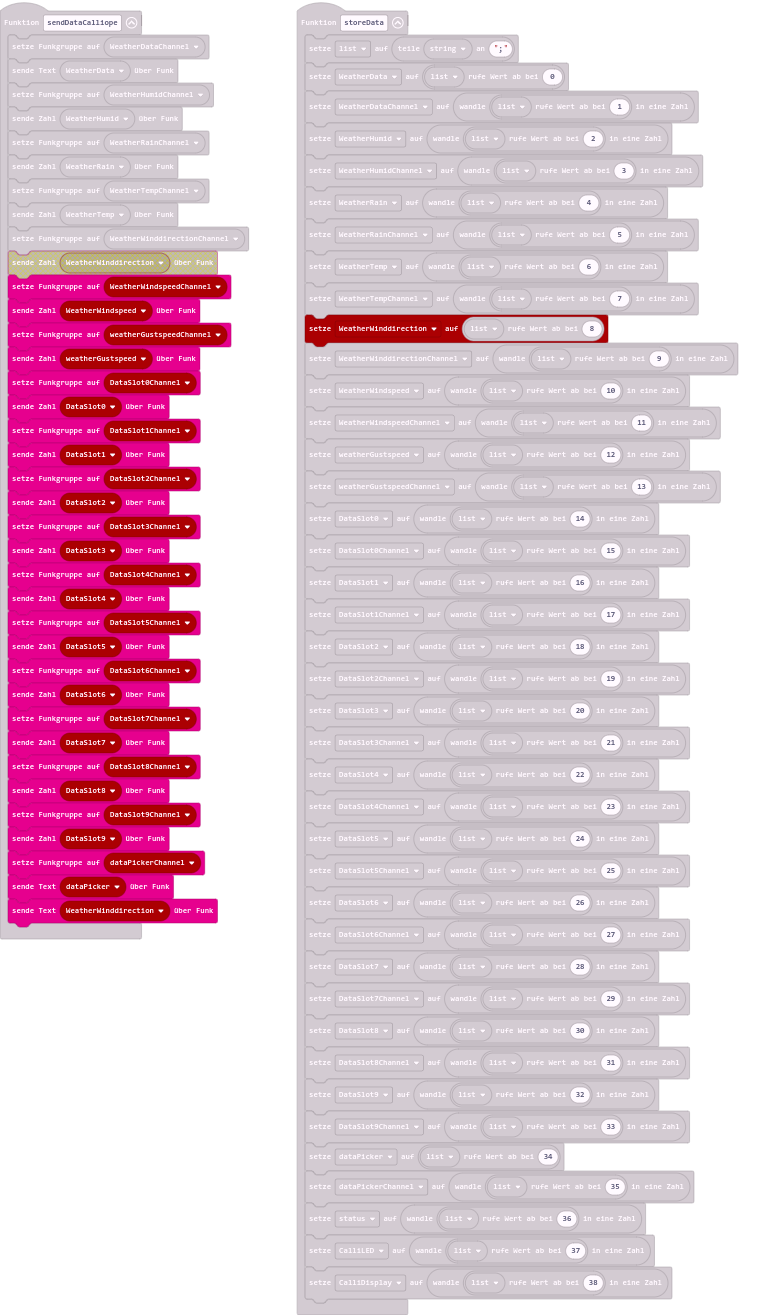 Funktion sendDataCalliope
setze Funkgruppe auf WeatherDataChannel
sende Text WeatherData über Funk
setze Funkgruppe auf WeatherHumidChannel
sende Zahl WeatherHumid über Funk
setze Funkgruppe auf WeatherRainChannel
sende Zahl WeatherRain über Funk
setze Funkgruppe auf WeatherTempChannel
sende Zahl WeatherTemp über Funk
setze Funkgruppe auf WeatherWinddirectionChannel
sende Zahl WeatherWinddirection über Funk
setze Funkgruppe auf WeatherWindspeedChannel
sende Zahl WeatherWindspeed über Funk
setze Funkgruppe auf weatherGustspeedChannel
sende Zahl weatherGustspeed über Funk
setze Funkgruppe auf DataSlot0Channel
sende Zahl DataSlot0 über Funk
setze Funkgruppe auf DataSlot1Channel
sende Zahl DataSlot1 über Funk
setze Funkgruppe auf DataSlot2Channel
sende Zahl DataSlot2 über Funk
setze Funkgruppe auf DataSlot3Channel
sende Zahl DataSlot3 über Funk
setze Funkgruppe auf DataSlot4Channel
sende Zahl DataSlot4 über Funk
setze Funkgruppe auf DataSlot5Channel
sende Zahl DataSlot5 über Funk
setze Funkgruppe auf DataSlot6Channel
sende Zahl DataSlot6 über Funk
setze Funkgruppe auf DataSlot7Channel
sende Zahl DataSlot7 über Funk
setze Funkgruppe auf DataSlot8Channel
sende Zahl DataSlot8 über Funk
setze Funkgruppe auf DataSlot9Channel
sende Zahl DataSlot9 über Funk
setze Funkgruppe auf dataPickerChannel
sende Text dataPicker über Funk
sende Text WeatherWinddirection über Funk
Funktion storeData
setze list auf teile string an ";"
setze WeatherData auf list rufe Wert ab bei 0
setze WeatherDataChannel auf wandle list rufe Wert ab bei 1 in eine Zahl
setze WeatherHumid auf wandle list rufe Wert ab bei 2 in eine Zahl
setze WeatherHumidChannel auf wandle list rufe Wert ab bei 3 in eine Zahl
setze WeatherRain auf wandle list rufe Wert ab bei 4 in eine Zahl
setze WeatherRainChannel auf wandle list rufe Wert ab bei 5 in eine Zahl
setze WeatherTemp auf wandle list rufe Wert ab bei 6 in eine Zahl
setze WeatherTempChannel auf wandle list rufe Wert ab bei 7 in eine Zahl
setze WeatherWinddirection auf list rufe Wert ab bei 8
setze WeatherWinddirectionChannel auf wandle list rufe Wert ab bei 9 in eine Zahl
setze WeatherWindspeed auf wandle list rufe Wert ab bei 10 in eine Zahl
setze WeatherWindspeedChannel auf wandle list rufe Wert ab bei 11 in eine Zahl
setze weatherGustspeed auf wandle list rufe Wert ab bei 12 in eine Zahl
setze weatherGustspeedChannel auf wandle list rufe Wert ab bei 13 in eine Zahl
setze DataSlot0 auf wandle list rufe Wert ab bei 14 in eine Zahl
setze DataSlot0Channel auf wandle list rufe Wert ab bei 15 in eine Zahl
setze DataSlot1 auf wandle list rufe Wert ab bei 16 in eine Zahl
setze DataSlot1Channel auf wandle list rufe Wert ab bei 17 in eine Zahl
setze DataSlot2 auf wandle list rufe Wert ab bei 18 in eine Zahl
setze DataSlot2Channel auf wandle list rufe Wert ab bei 19 in eine Zahl
setze DataSlot3 auf wandle list rufe Wert ab bei 20 in eine Zahl
setze DataSlot3Channel auf wandle list rufe Wert ab bei 21 in eine Zahl
setze DataSlot4 auf wandle list rufe Wert ab bei 22 in eine Zahl
setze DataSlot4Channel auf wandle list rufe Wert ab bei 23 in eine Zahl
setze DataSlot5 auf wandle list rufe Wert ab bei 24 in eine Zahl
setze DataSlot5Channel auf wandle list rufe Wert ab bei 25 in eine Zahl
setze DataSlot6 auf wandle list rufe Wert ab bei 26 in eine Zahl
setze DataSlot6Channel auf wandle list rufe Wert ab bei 27 in eine Zahl
setze DataSlot7 auf wandle list rufe Wert ab bei 28 in eine Zahl
setze DataSlot7Channel auf wandle list rufe Wert ab bei 29 in eine Zahl
setze DataSlot8 auf wandle list rufe Wert ab bei 30 in eine Zahl
setze DataSlot8Channel auf wandle list rufe Wert ab bei 31 in eine Zahl
setze DataSlot9 auf wandle list rufe Wert ab bei 32 in eine Zahl
setze DataSlot9Channel auf wandle list rufe Wert ab bei 33 in eine Zahl
setze dataPicker auf list rufe Wert ab bei 34
setze dataPickerChannel auf wandle list rufe Wert ab bei 35 in eine Zahl
setze status auf wandle list rufe Wert ab bei 36 in eine Zahl
setze CalliLED auf wandle list rufe Wert ab bei 37 in eine Zahl
setze CalliDisplay auf wandle list rufe Wert ab bei 38 in eine Zahl